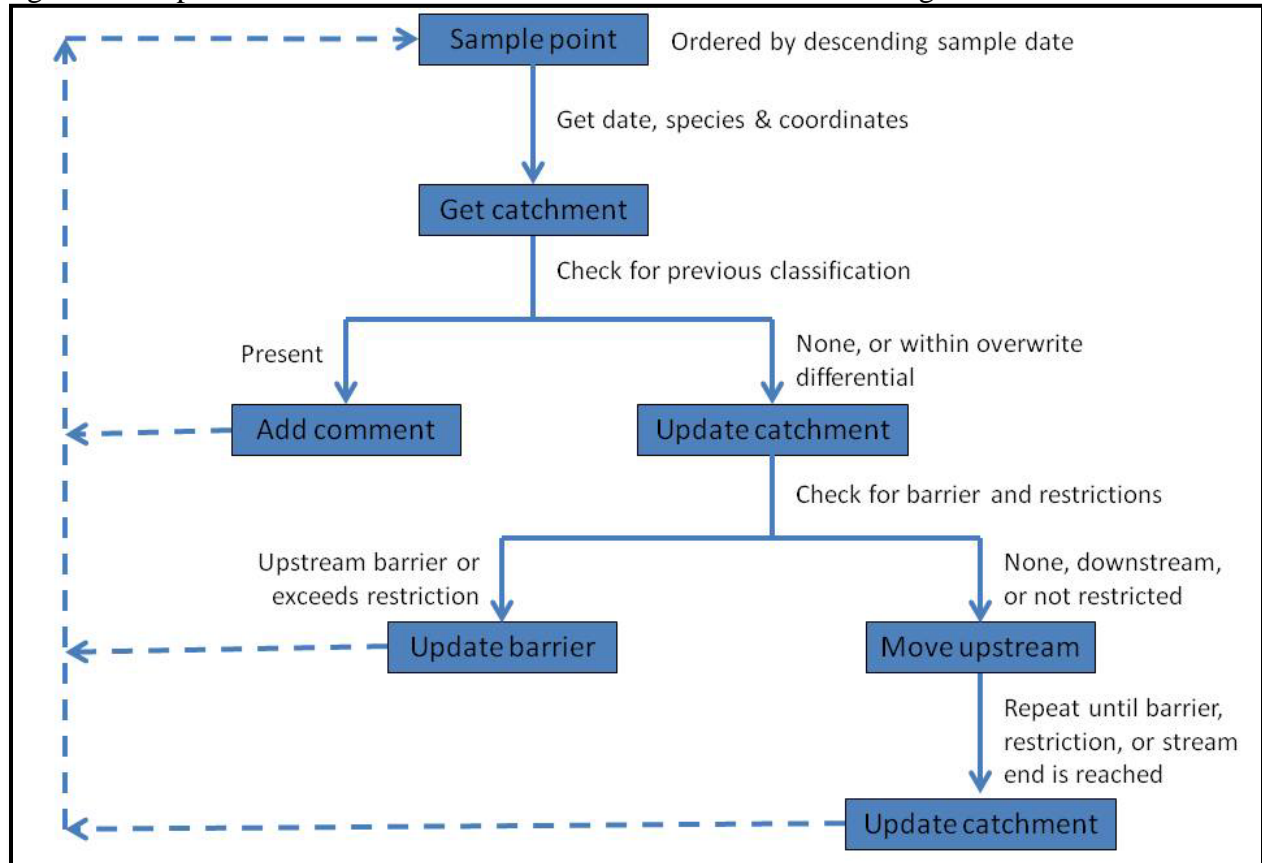 Sample point
Ordered by descending sample date
Get date, species & coordinates
Get catchment
Check for previous classification
Present
None, or within overwrite
differential
Add comment
Update catchment
Check for barrier and restrictions
Upstream barrier or
exceeds restriction
None, downstream,
or not restricted
Update barrier
Move upstream
Repeat until barrier,
restriction, or stream
end is reached
Update catchment